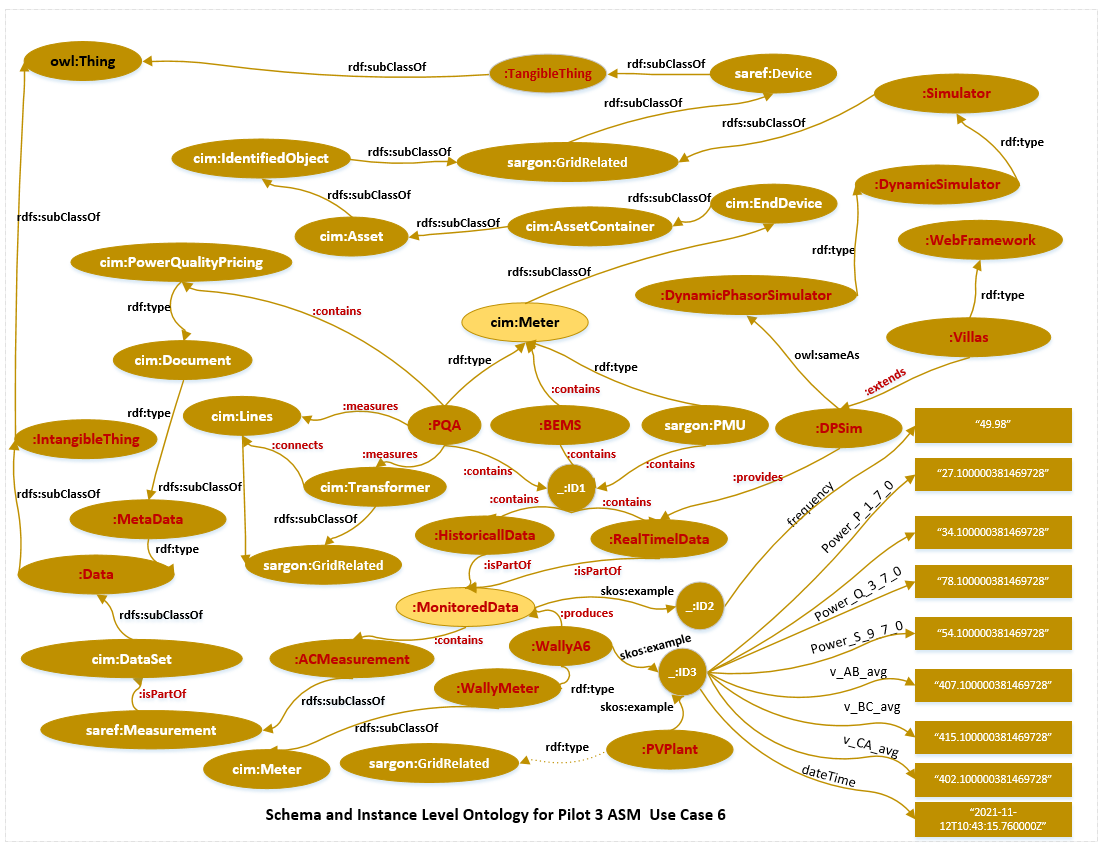 owl:Thing
rdf:subClassOf
:TangibleThing
rdf:subClassOf
saref:Device
rdf:subClassOf
:Simulator
rdfs:subClassOf
rdf:type
cim:IdentifiedObject
rdfs:subClassOf
sargon:GridRelated
:DynamicSimulator
rdfs:subClassOf
rdfs:subClassOf
rdfs:subClassOf
cim:EndDevice
rdfs:subClassOf
cim:AssetContainer
cim:Asset
:WebFramework
rdf:type
cim:PowerQualityPricing
rdfs:subClassOf
:DynamicPhasorSimulator
rdf:type
rdf:type
:contains
cim:Meter
:Villas
cim:Document
rdf:type
rdf:type
owl:sameAs
:contains
:extends
rdf:type
:measures
cim:Lines
:PQA
:BEMS
sargon:PMU
:DPSim
"49.98"
:IntangibleThing
:connects
:measures
:contains
:contains
:contains
:provides
"27.100000381469728"
rdfs:subClassOf
rdfs:subClassOf
cim:Transformer
_:ID1
frequency
Power_P_1_7_0
:contains
:contains
:MetaData
rdfs:subClassOf
:HistoricallData
:RealTimelData
"34.100000381469728"
rdf:type
sargon:GridRelated
:isPartOf
:isPartOf
:Data
"78.100000381469728"
Power_Q_3_7_0
rdfs:subClassOf
:MonitoredData
skos:example
:produces
_:ID2
"54.100000381469728"
Power_S_9_7_0
:contains
:WallyA6
skos:example
cim:DataSet
:ACMeasurement
_:ID3
v_AB_avg
"407.100000381469728"
:isPartOf
rdfs:subClassOf
:WallyMeter
rdf:type
skos:example
v_BC_avg
saref:Measurement
rdfs:subClassOf
"415.100000381469728"
v_CA_avg
rdf:type
:PVPlant
cim:Meter
sargon:GridRelated
dateTime
"402.100000381469728"
Schema and Instance Level Ontology for Pilot 3 ASM Use Case 6
"2021-11-
12T10:43:15.760000Z"